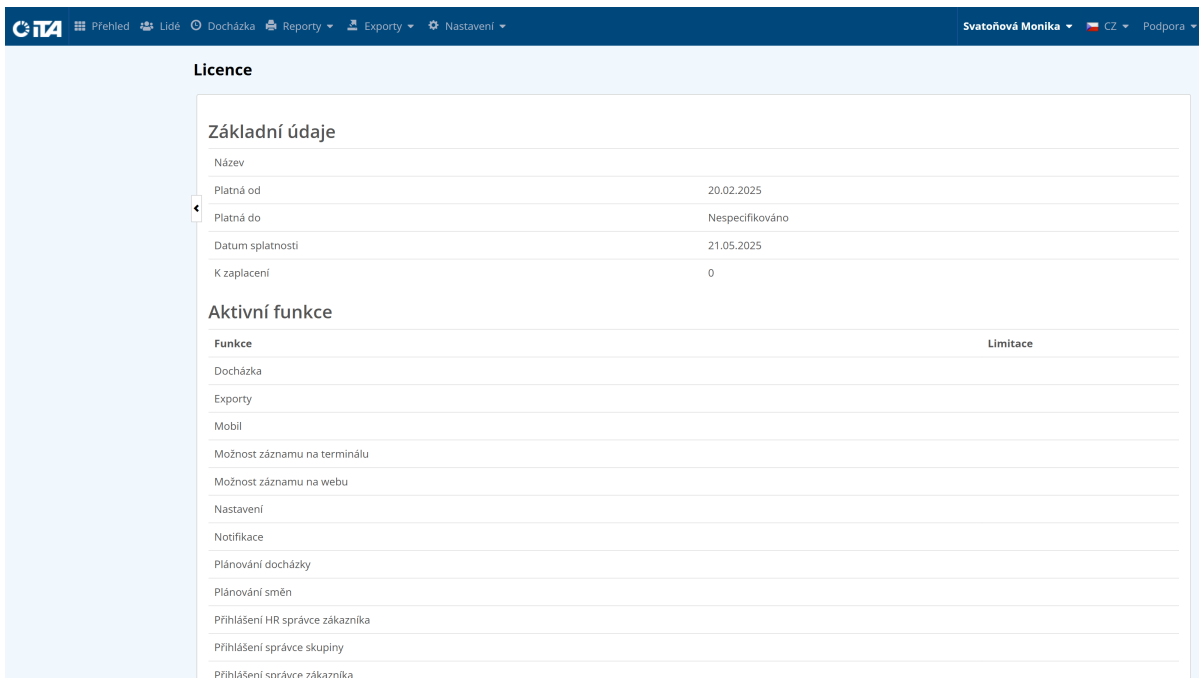 iTA Přehled Lidé Docházka Reporty Exporty Nastavení Svatoňová Monika CZ Podpora
Licence
Základní údaje
Název
Platná od 20.02.2025
Platná do Nespecifikováno
Datum splatnosti 21.05.2025
K zaplacení 0
Aktivní funkce
Funkce Limitace
Docházka
Exporty
Mobil
Možnost záznamu na terminálu
Možnost záznamu na webu
Nastavení
Notifikace
Plánování docházky
Plánování směn
Přihlášení HR správce zákazníka
Přihlášení správce skupiny
Přihlášení správce zákazníka